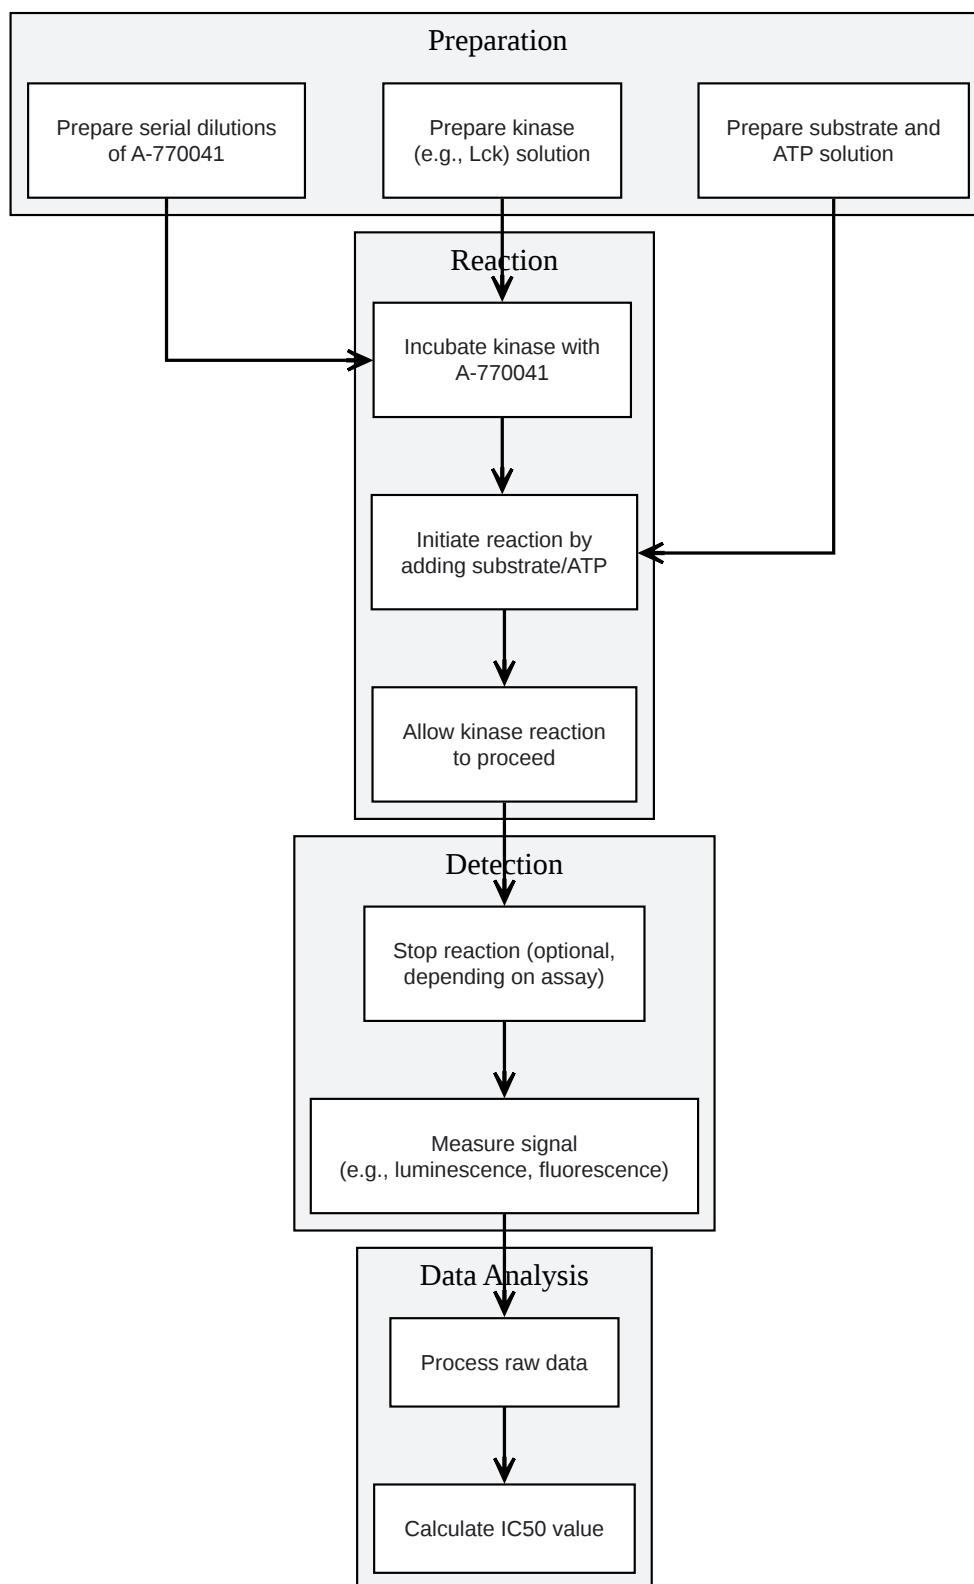 Preparation
Prepare serial dilutions
of A-770041
Prepare kinase
(e.g., Lck) solution
Prepare substrate and
ATP solution
Reaction
Incubate kinase with
A-770041
Initiate reaction by
adding substrate/ATP
Allow kinase reaction
to proceed
Detection
Stop reaction (optional,
depending on assay)
Measure signal
(e.g., luminescence, fluorescence)
Data Analysis
Process raw data
Calculate IC50 value